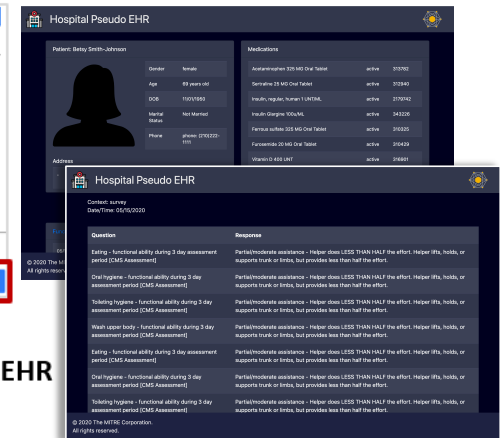 Hospital Pseudo EHR
Patient: Betsy Smith-Johnson
Gender female
Age 69 years old
DOB 11/01/1950
Marital Status Not Married
Phone phone: (210)222-1111
Address
Medications
Acetaminophen 325 MG Oral Tablet active 313782
Sertraline 25 MG Oral Tablet active 312940
Insulin, regular, human 1 UNT/ML active 2179742
Insulin Glargine 100u/ML active 343226
Ferrous sulfate 325 MG Oral Tablet active 310325
Furosemide 20 MG Oral Tablet active 310429
Vitamin D 400 UNT active 316901
© 2020 The MI
All rights reserv
Hospital Pseudo EHR
Context: survey
Date/Time: 05/15/2020
Question Response
Eating - functional ability during 3 day assessment period [CMS Assessment]
Partial/moderate assistance - Helper does LESS THAN HALF the effort. Helper lifts, holds, or supports trunk or limbs, but provides less than half the effort.
Oral hygiene - functional ability during 3 day assessment period [CMS Assessment]
Partial/moderate assistance - Helper does LESS THAN HALF the effort. Helper lifts, holds, or supports trunk or limbs, but provides less than half the effort.
Toileting hygiene - functional ability during 3 day assessment period [CMS Assessment]
Partial/moderate assistance - Helper does LESS THAN HALF the effort. Helper lifts, holds, or supports trunk or limbs, but provides less than half the effort.
Wash upper body - functional ability during 3 day assessment period [CMS Assessment]
Partial/moderate assistance - Helper does LESS THAN HALF the effort. Helper lifts, holds, or supports trunk or limbs, but provides less than half the effort.
Eating - functional ability during 3 day assessment period [CMS Assessment]
Partial/moderate assistance - Helper does LESS THAN HALF the effort. Helper lifts, holds, or supports trunk or limbs, but provides less than half the effort.
Oral hygiene - functional ability during 3 day assessment period [CMS Assessment]
Partial/moderate assistance - Helper does LESS THAN HALF the effort. Helper lifts, holds, or supports trunk or limbs, but provides less than half the effort.
Toileting hygiene - functional ability during 3 day assessment period [CMS Assessment]
Partial/moderate assistance - Helper does LESS THAN HALF the effort. Helper lifts, holds, or supports trunk or limbs, but provides less than half the effort.
© 2020 The MITRE Corporation.
All rights reserved.
EHR